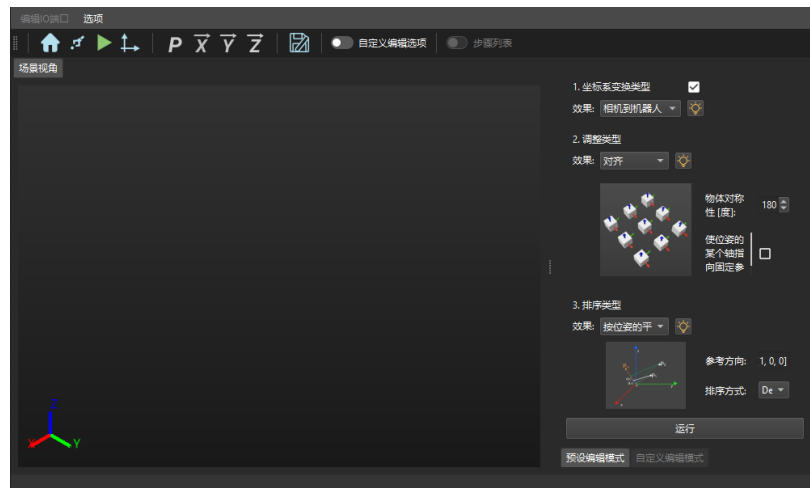 编辑IO端口 选项
P X Y Z 自定义编辑选项 步骤列表
场景视角
1. 坐标系变换类型
效果: 相机到机器人
2. 调整类型
效果: 对齐
物体对称
性 [度]: 180
使位姿的
某个轴指
向固定参
3. 排序类型
效果: 按位姿的平
参考方向: 1, 0, 0]
排序方式: De
运行
预设编辑模式 自定义编辑模式
Z
X Y